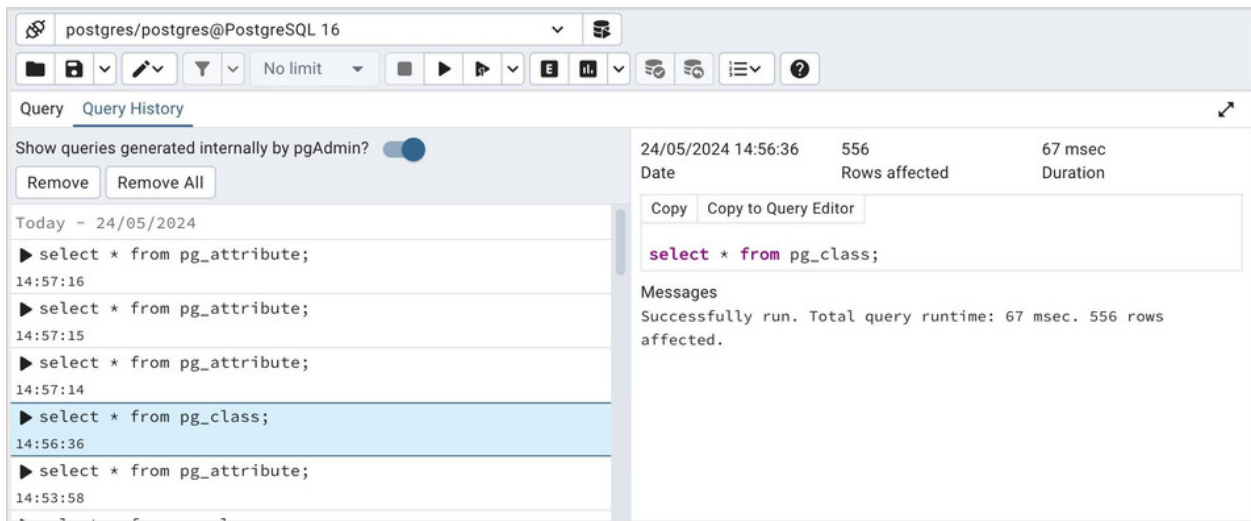 postgres/postgres@PostgreSQL 16
No limit
E
Query Query History
Show queries generated internally by pgAdmin?
Remove Remove All
Today - 24/05/2024
select * from pg_attribute;
14:57:16
select * from pg_attribute;
14:57:15
select * from pg_attribute;
14:57:14
select * from pg_class;
14:56:36
select * from pg_attribute;
14:53:58
24/05/2024 14:56:36 556 67 msec
Date Rows affected Duration
Copy Copy to Query Editor
select * from pg_class;
Messages
Successfully run. Total query runtime: 67 msec. 556 rows
affected.